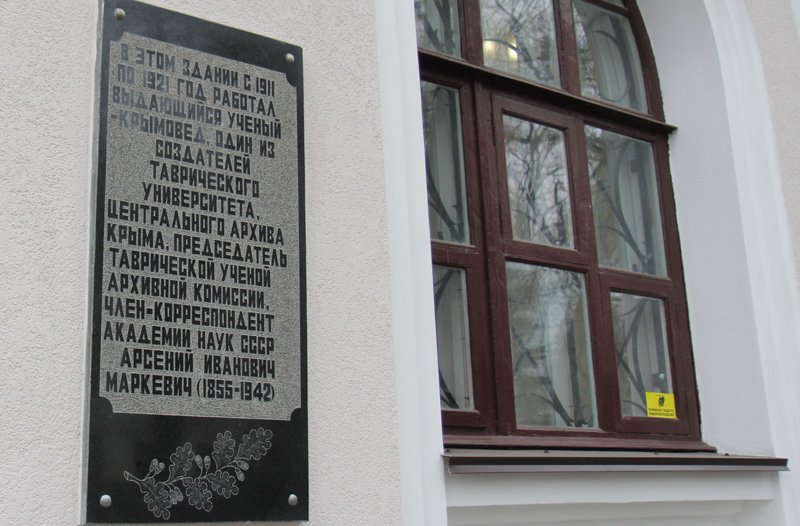 В ЭТОМ ЗДАНИИ С 1911
ПО 1921 ГОД РАБОТАЛ
ВЫДАЮЩИЙСЯ УЧЕНЫЙ
-КРЫМОВЕД, ОДИН ИЗ
СОЗДАТЕЛЕЙ
ТАВРИЧЕСКОГО
УНИВЕРСИТЕТА,
ЦЕНТРАЛЬНОГО АРХИВА
КРЫМА, ПРЕДСЕДАТЕЛЬ
ТАВРИЧЕСКОЙ УЧЕНОЙ
АРХИВНОЙ КОМИССИИ,
ЧЛЕН-КОРРЕСПОНДЕНТ
АКАДЕМИИ НАУК СССР
АРСЕНИЙ ИВАНОВИЧ
МАРКЕВИЧ (1855-1942)